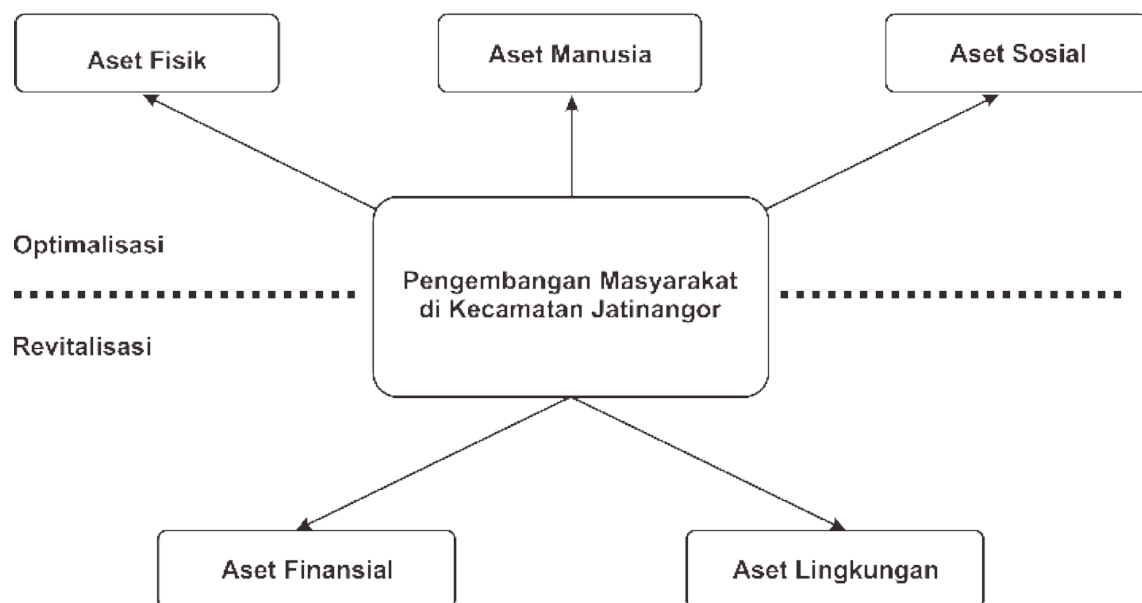 Aset Fisik
Aset Manusia
Aset Sosial
Optimalisasi
Pengembangan Masyarakat
di Kecamatan Jatinangor
Revitalisasi
Aset Finansial
Aset Lingkungan